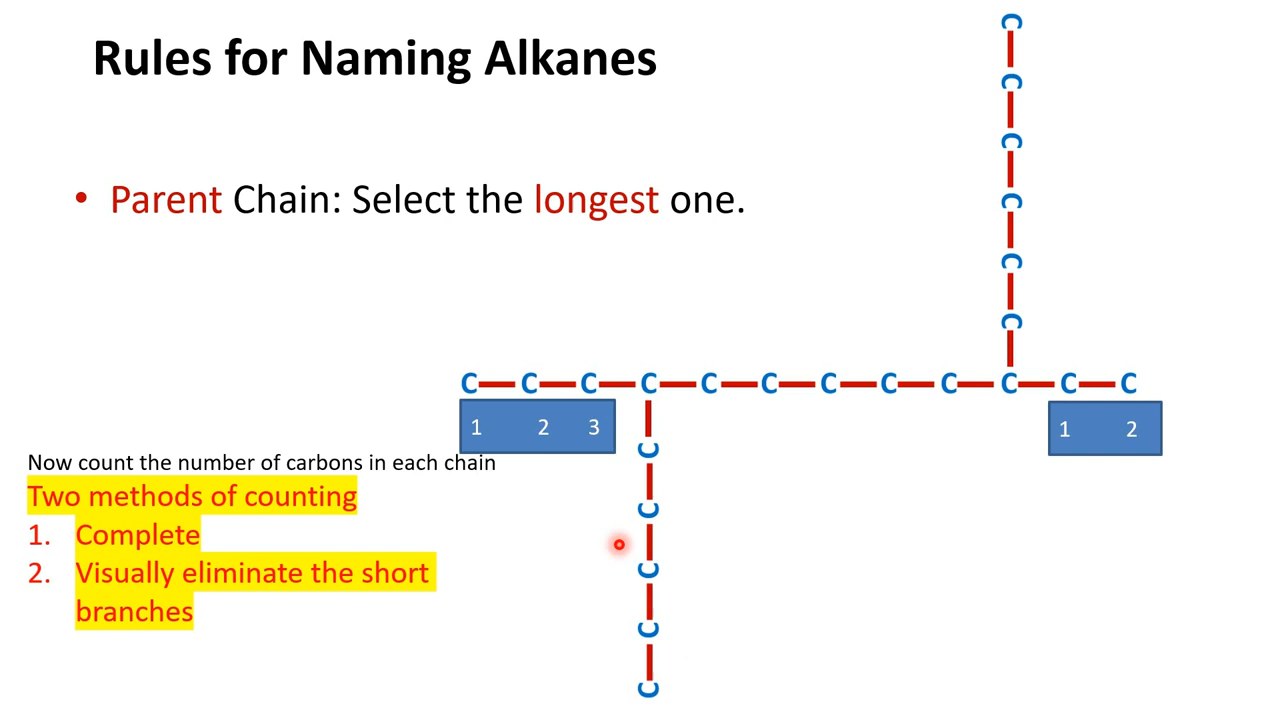 Rules for Naming Alkanes
• Parent Chain: Select the longest one.
C
C
C
C
C
C
C C C C C C C C C C C C
1 2 3
1 2
C
C
C
C
C
Now count the number of carbons in each chain
Two methods of counting
1. Complete
2. Visually eliminate the short
branches